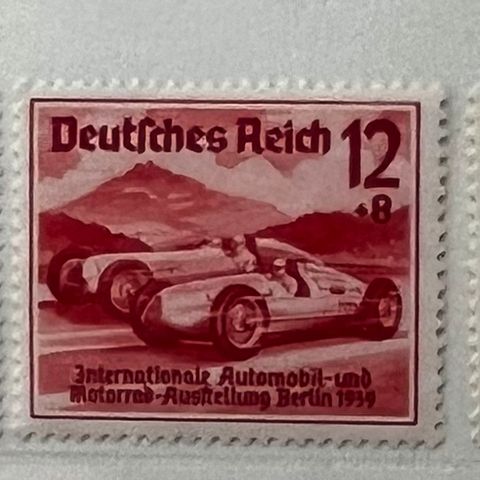 Deutsches Reich 12
+8
Internationale Automobil-und
Motorrad-Ausstellung Berlin 1939